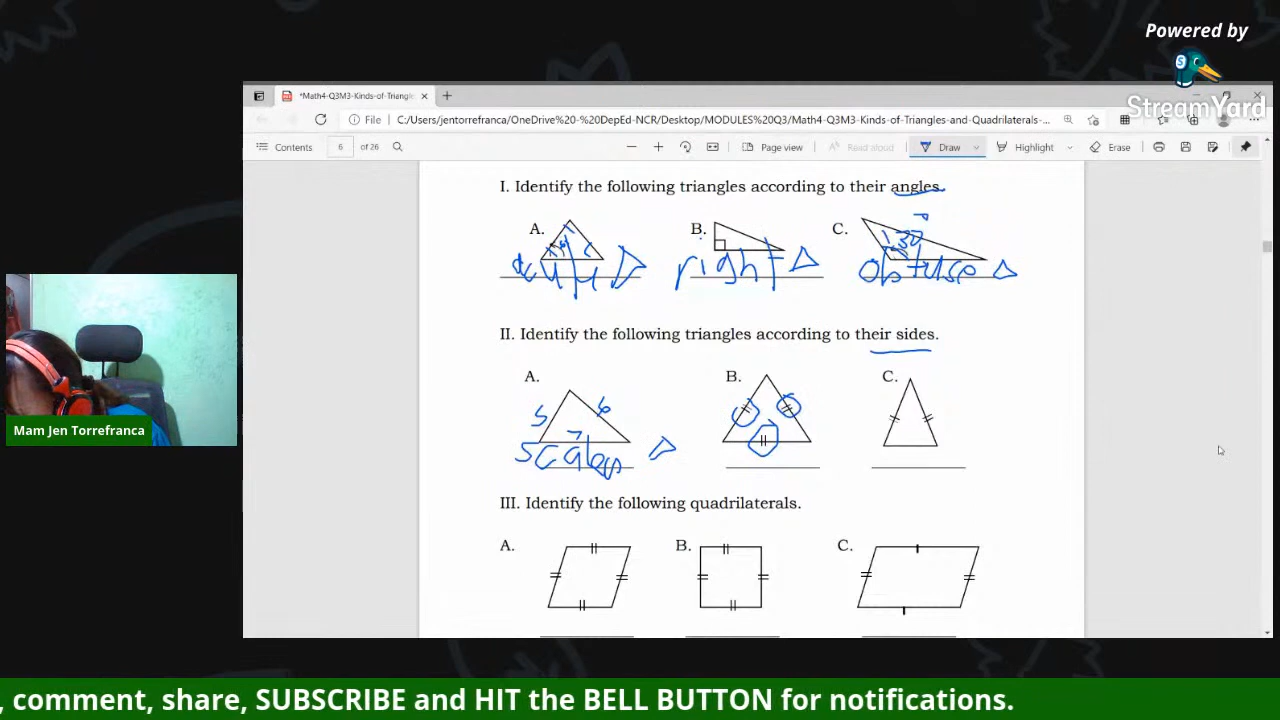 Powered by
S
StreamYard
*Math4-Q3M3-Kinds-of-Triangle
File
C:/Users/jentorrefranca/OneDrive%20-%20DepEd-NCR/Desktop/MODULES%20Q3/Math4-Q3M3-Kinds-of-Triangles-and-Quadrilaterals-...
Contents
6 of 26
Page view
Read aloud
Draw
Highlight
Erase
I. Identify the following triangles according to their angles.
A.
B.
C.
130
right
obtuse
II. Identify the following triangles according to their sides.
A.
B.
C.
5
6
7
III. Identify the following quadrilaterals.
A.
B.
C.
Mam Jen Torrefranca
, comment, share, SUBSCRIBE and HIT the BELL BUTTON for notifications.